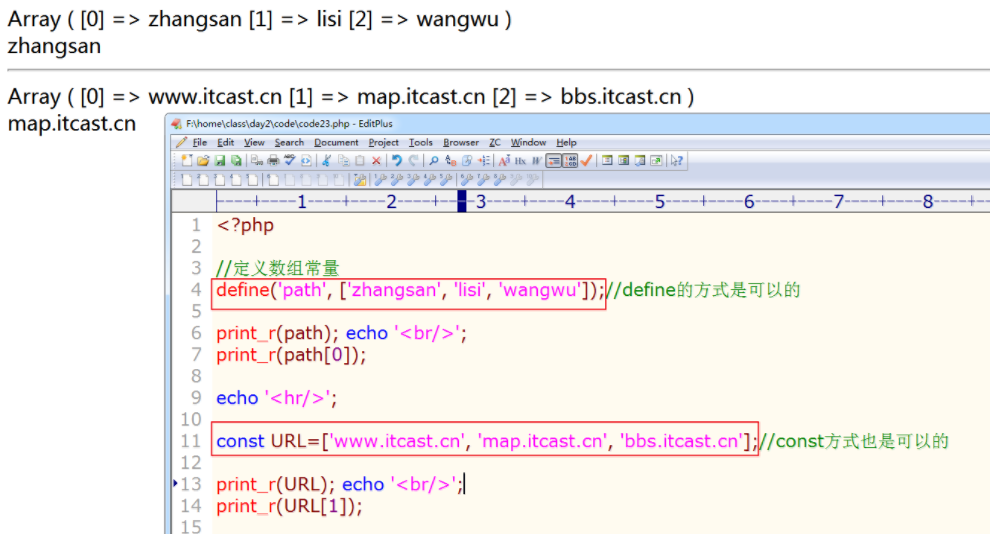 Array ( [0] => zhangsan [1] => lisi [2] => wangwu )
zhangsan
Array ( [0] => www.itcast.cn [1] => map.itcast.cn [2] => bbs.itcast.cn )
map.itcast.cn
F:\home\class\day2\code\code23.php - EditPlus
File Edit View Search Document Project Tools Browser ZC Window Help
----+----1----+----2----+----3----+----4----+----5----+----6----+----7----+----8----+--
1 <?php
2
3 //定义数组常量
4 define('path', ['zhangsan', 'lisi', 'wangwu']);//define的方式是可以的
5
6 print_r(path); echo '<br/>';
7 print_r(path[0]);
8
9 echo '<hr/>';
10
11 const URL=['www.itcast.cn', 'map.itcast.cn', 'bbs.itcast.cn'];//const方式也是可以的
12
13 print_r(URL); echo '<br/>';
14 print_r(URL[1]);
15